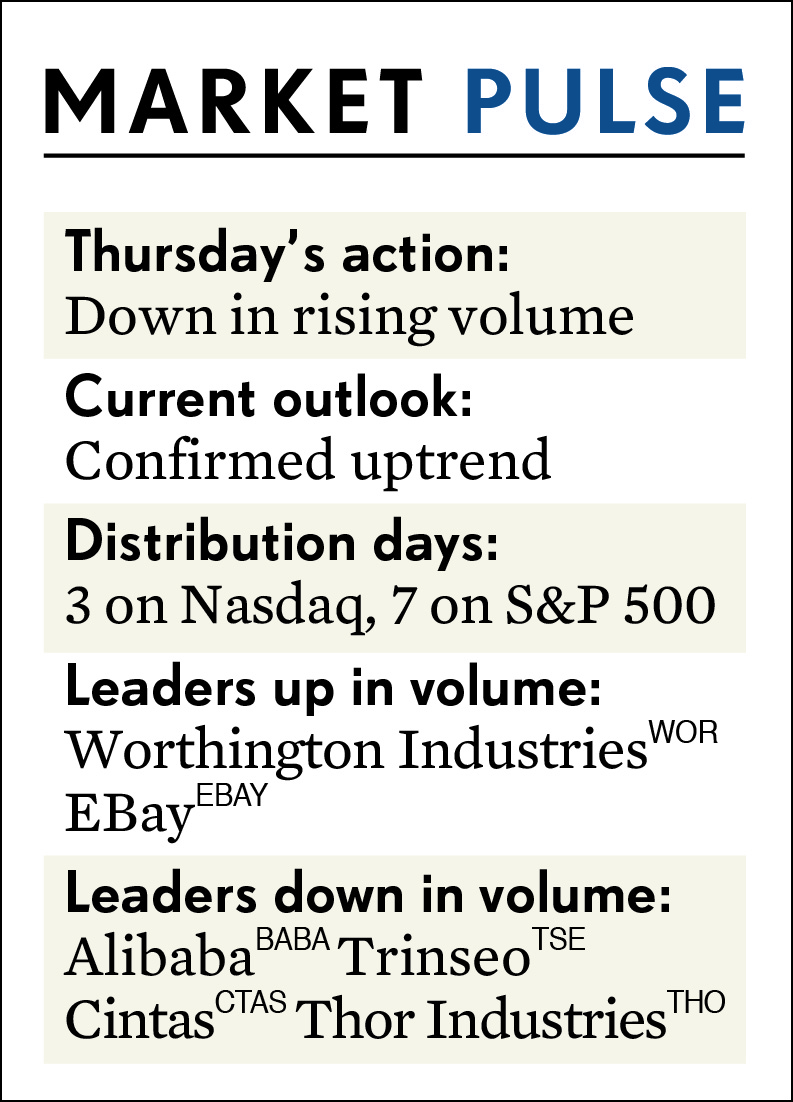 MARKET PULSE
Thursday’s action:
Down in rising volume
Current outlook:
Confirmed uptrend
Distribution days:
3 on Nasdaq, 7 on S&P 500
Leaders up in volume:
Worthington Industries WOR
EBay EBAY
Leaders down in volume:
Alibaba BABA Trinseo TSE
Cintas CTAS Thor Industries THO